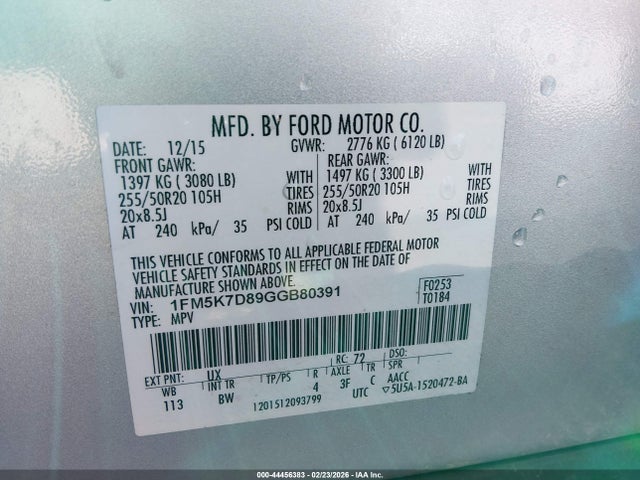 MFD. BY FORD MOTOR CO.
DATE: 12/15 GVWR: 2776 KG ( 6120 LB)
FRONT GAWR: REAR GAWR:
1397 KG ( 3080 LB) WITH 1497 KG ( 3300 LB) WITH
255/50R20 105H TIRES 255/50R20 105H TIRES
20x8.5J RIMS 20x8.5J RIMS
AT 240 kPa/ 35 PSI COLD AT 240 kPa/ 35 PSI COLD
THIS VEHICLE CONFORMS TO ALL APPLICABLE FEDERAL MOTOR
VEHICLE SAFETY STANDARDS IN EFFECT ON THE DATE OF
MANUFACTURE SHOWN ABOVE.
VIN: 1FM5K7D89GGB80391 F0253
TYPE: MPV T0184
EXT PNT: UX RC: 72 DSO:
WB INT TR TP/PS R AXLE TR SPR
113 BW 4 3F C AACC
1201512093799 UTC ▽5U5A-1520472-BA
000-44456383 - 02/23/2026 - IAA Inc.